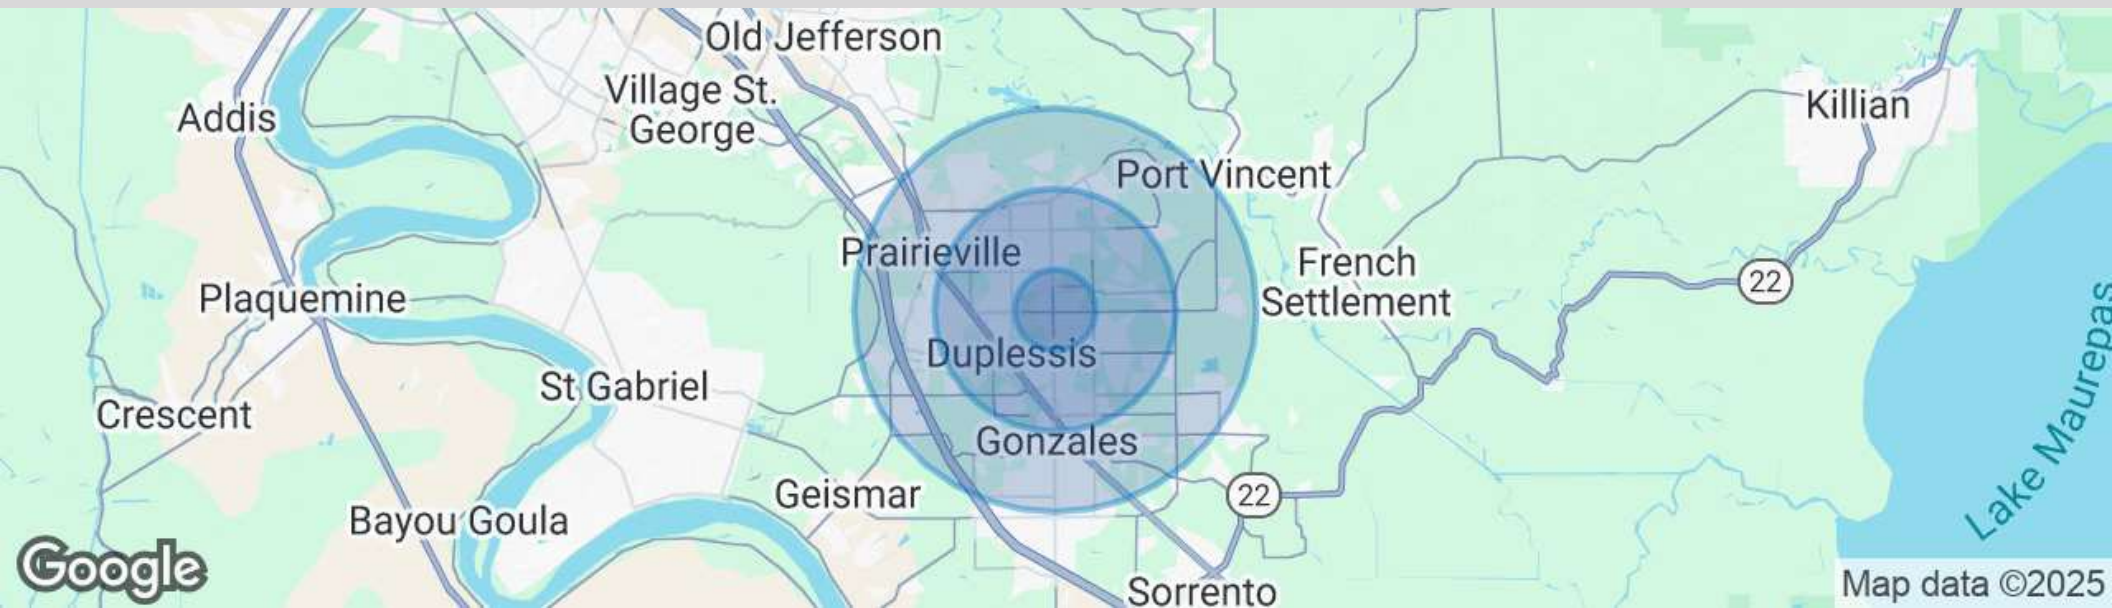 Old Jefferson
Village St.
George
Addis
Killian
Port Vincent
Prairieville
French
Settlement
22
Plaquemine
Duplessis
St Gabriel
Crescent
Gonzales
Geismar
22
Bayou Goula
Lake Maurepas
Google
Sorrento
Map data ©2025